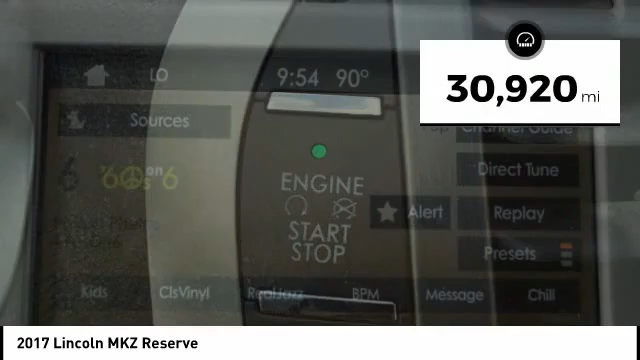 LO 9:54 90°
30,920 mi
Sources
Channel Guide
6 '60s on 6
Direct Tune
ENGINE
START
STOP
Alert
Replay
Presets
Kids ClsVinyl RealJazz BPM Message Chill
2017 Lincoln MKZ Reserve